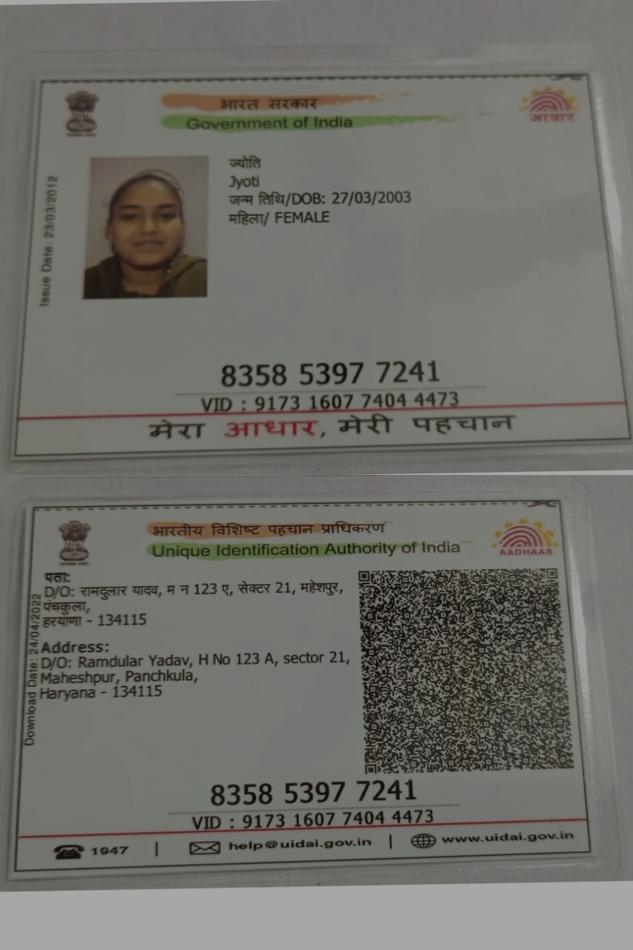 भारत सरकार
Government of India
आधार
Issue Date: 23/03/2012
ज्योति
Jyoti
जन्म तिथि/DOB: 27/03/2003
महिला/ FEMALE
8358 5397 7241
VID : 9173 1607 7404 4473
मेरा आधार, मेरी पहचान
भारतीय विशिष्ट पहचान प्राधिकरण
Unique Identification Authority of India
AADHAAR
Download Date: 24/04/2022
पता:
D/O: रामदुलार यादव, म न 123 ए, सेक्टर 21, महेशपुर,
पंचकुला,
हरयाणा - 134115
Address:
D/O: Ramdular Yadav, H No 123 A, sector 21,
Maheshpur, Panchkula,
Haryana - 134115
8358 5397 7241
VID : 9173 1607 7404 4473
1947 | help@uidai.gov.in | www.uidai.gov.in